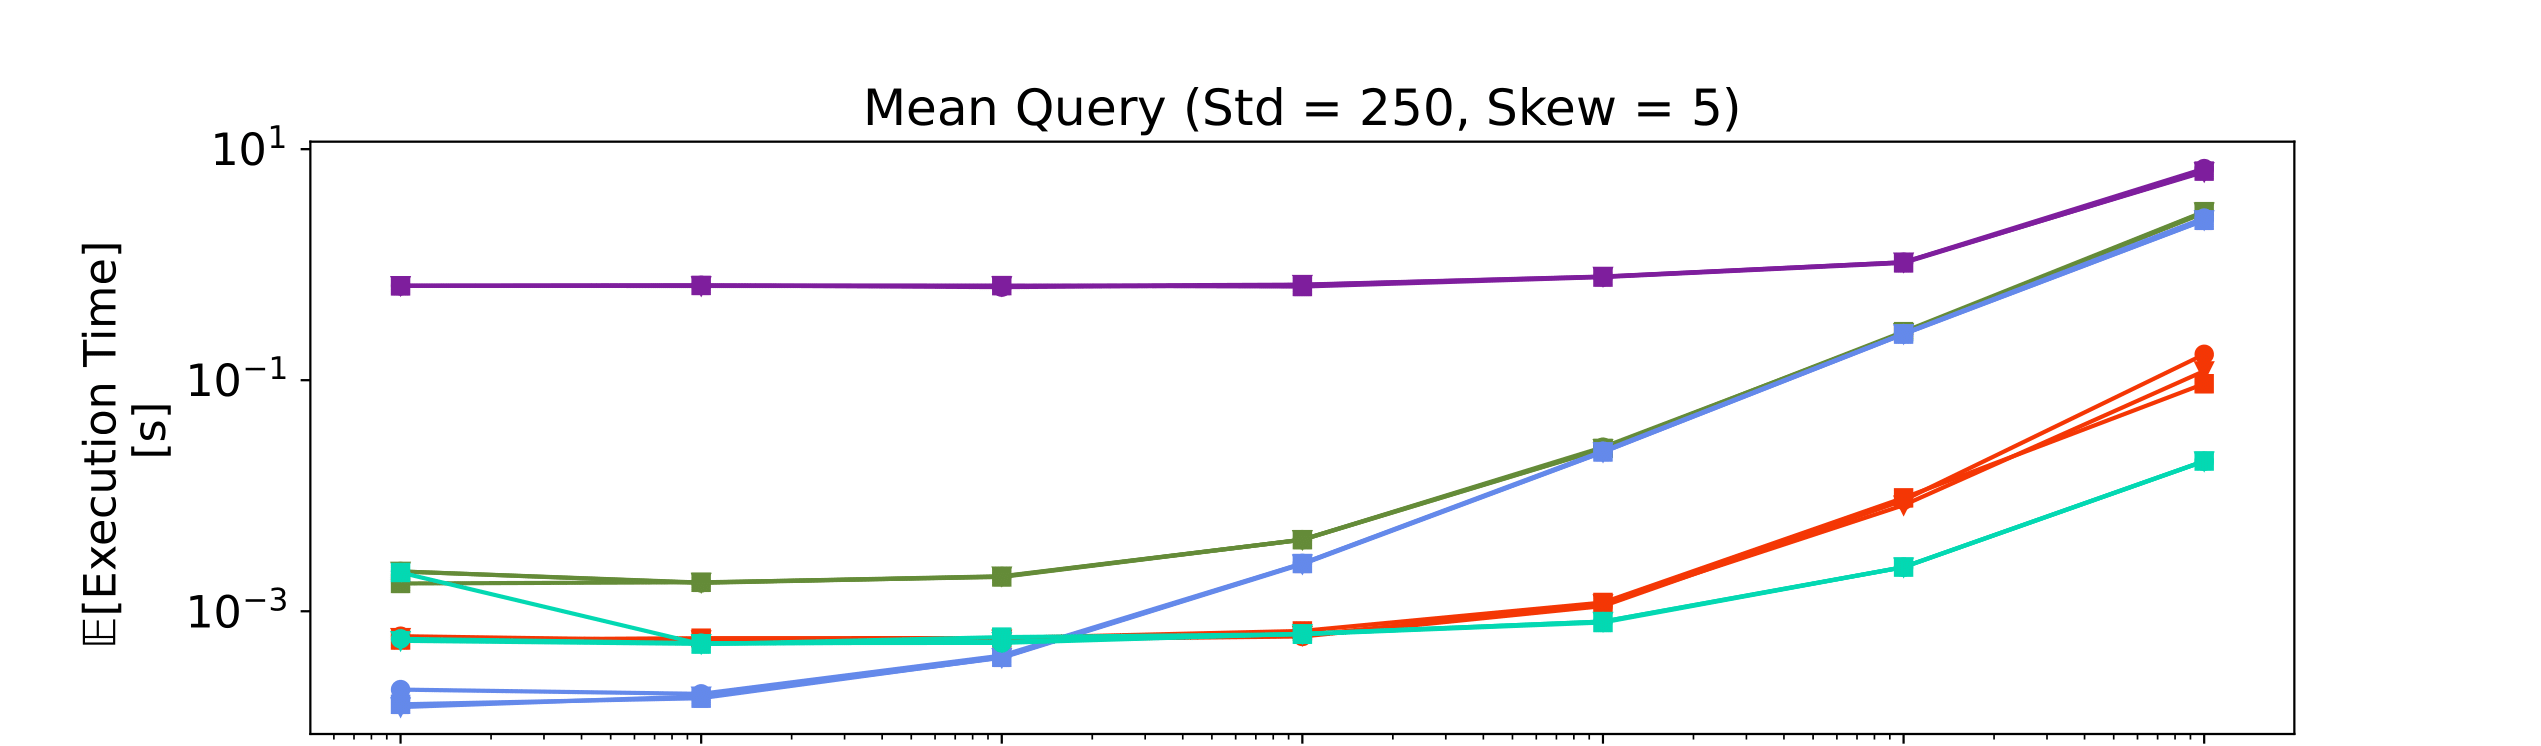 Mean Query (Std = 250, Skew = 5)
10¹
10⁻¹
10⁻³
𝔼[Execution Time]
[s]